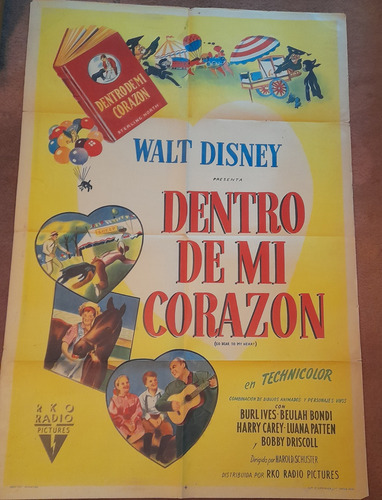 DENTRO DE MI
CORAZON
STERLING NORTH
WALT DISNEY
PRESENTA
DENTRO
DE MI
CORAZON
(SO DEAR TO MY HEART)
en TECHNICOLOR
COMBINACION DE DIBUJOS ANIMADOS Y PERSONAJES VIVOS
CON
BURL IVES · BEULAH BONDI
HARRY CAREY · LUANA PATTEN
y
BOBBY DRISCOLL
Dirigida por HAROLD SCHUSTER
DISTRIBUIDA POR RKO RADIO PICTURES
RKO
RADIO
PICTURES